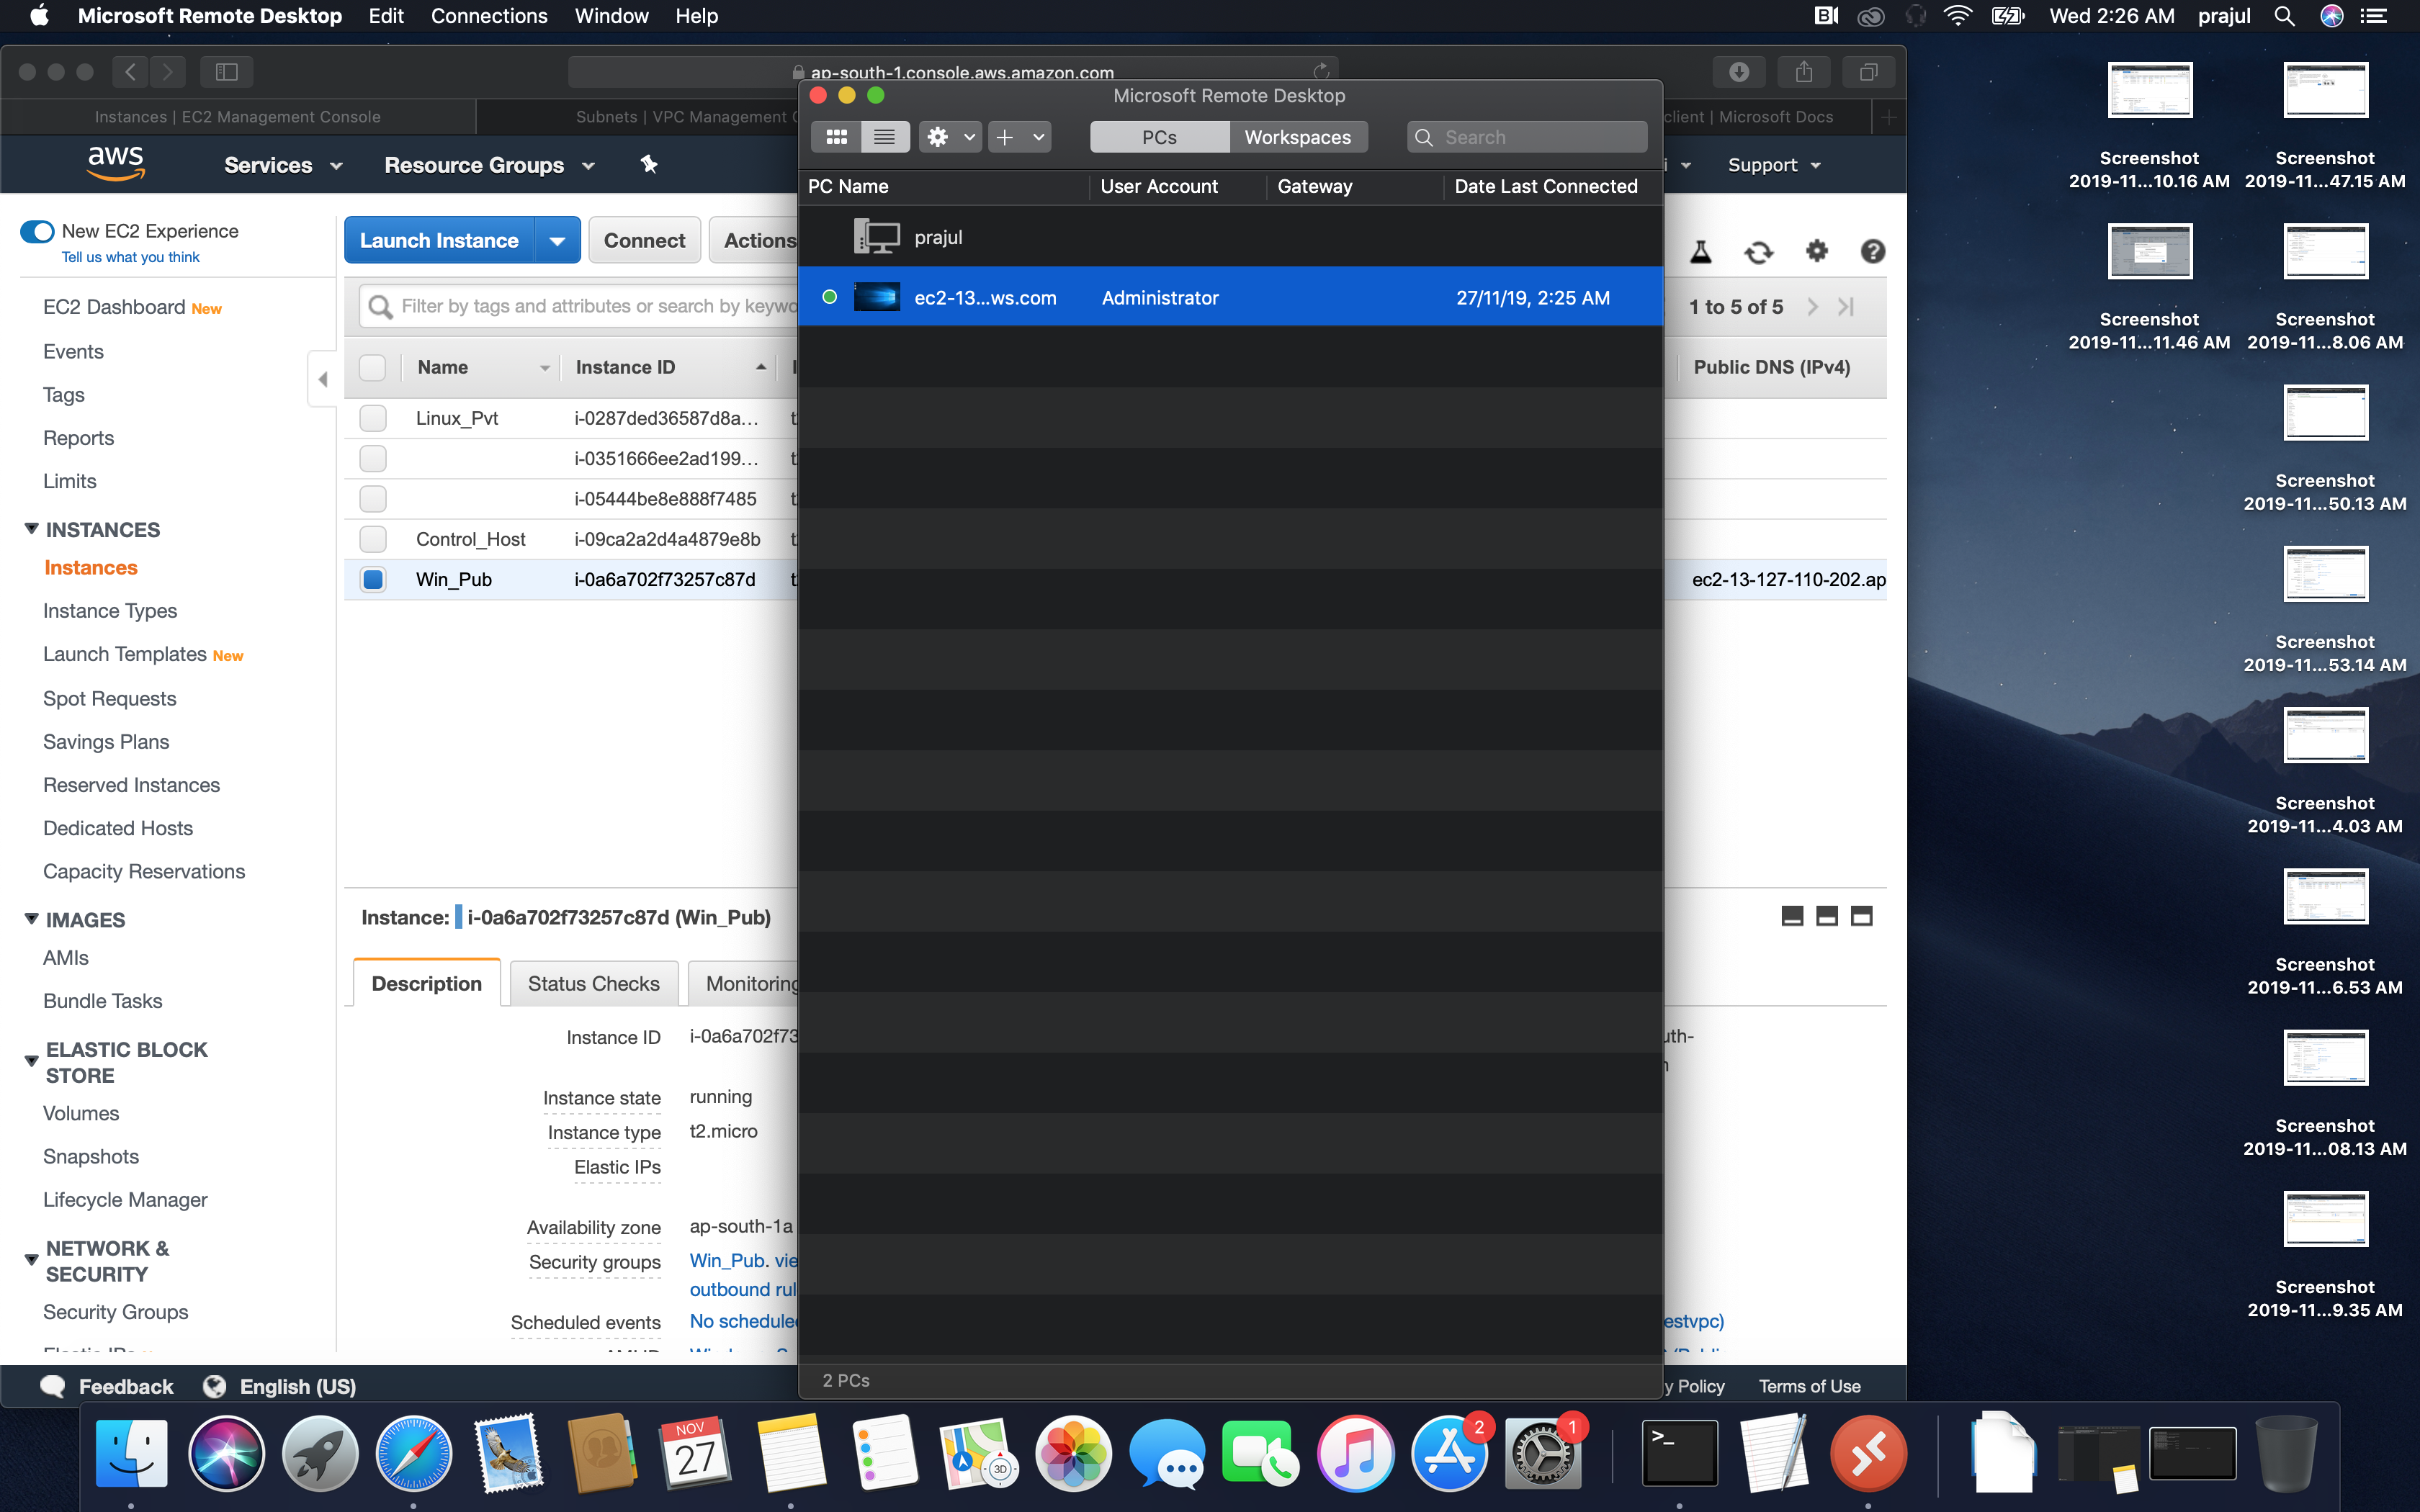 Microsoft Remote Desktop Edit Connections Window Help Wed 2:26 AM prajul
ap-south-1.console.aws.amazon.com
Instances | EC2 Management Console
Subnets | VPC Management
client | Microsoft Docs
aws Services Resource Groups Support
New EC2 Experience
Tell us what you think
EC2 Dashboard New
Events
Tags
Reports
Limits
INSTANCES
Instances
Instance Types
Launch Templates New
Spot Requests
Savings Plans
Reserved Instances
Dedicated Hosts
Capacity Reservations
IMAGES
AMIs
Bundle Tasks
ELASTIC BLOCK
STORE
Volumes
Snapshots
Lifecycle Manager
NETWORK &
SECURITY
Security Groups
Launch Instance Connect Actions
Filter by tags and attributes or search by keywo
1 to 5 of 5
Name Instance ID Public DNS (IPv4)
Linux_Pvt i-0287ded36587d8a...
i-0351666ee2ad199...
i-05444be8e888f7485
Control_Host i-09ca2a2d4a4879e8b
Win_Pub i-0a6a702f73257c87d ec2-13-127-110-202.ap
Instance: i-0a6a702f73257c87d (Win_Pub)
Description Status Checks Monitoring
Instance ID i-0a6a702f73
uth-
Instance state running
Instance type t2.micro
Elastic IPs
Availability zone ap-south-1a
Security groups Win_Pub. vie
outbound rul
Scheduled events No schedule
estvpc)
Feedback English (US)
y Policy Terms of Use
Microsoft Remote Desktop
PCs Workspaces Search
PC Name User Account Gateway Date Last Connected
prajul
ec2-13...ws.com Administrator 27/11/19, 2:25 AM
2 PCs
Screenshot
2019-11...10.16 AM
Screenshot
2019-11...47.15 AM
Screenshot
2019-11...11.46 AM
Screenshot
2019-11...8.06 AM
Screenshot
2019-11...50.13 AM
Screenshot
2019-11...53.14 AM
Screenshot
2019-11...4.03 AM
Screenshot
2019-11...6.53 AM
Screenshot
2019-11...08.13 AM
Screenshot
2019-11...9.35 AM
NOV
27
3D
2
1
>_